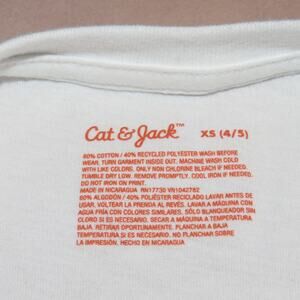 Cat & Jack™ XS (4/5)
60% COTTON / 40% RECYCLED POLYESTER WASH BEFORE
WEAR. TURN GARMENT INSIDE OUT. MACHINE WASH COLD
WITH LIKE COLORS. ONLY NON CHLORINE BLEACH IF NEEDED.
TUMBLE DRY LOW. REMOVE PROMPTLY. COOL IRON IF NEEDED.
DO NOT IRON ON PRINT.
MADE IN NICARAGUA RN17730 VN1042762
60% ALGODÓN / 40% POLIÉSTER RECICLADO LAVAR ANTES DE
USAR. VOLTEAR LA PRENDA AL REVÉS. LAVAR A MÁQUINA CON
AGUA FRÍA CON COLORES SIMILARES. SÓLO BLANQUEADOR SIN
CLORO SI ES NECESARIO. SECAR A MÁQUINA A TEMPERATURA
BAJA. RETIRAR OPORTUNAMENTE. PLANCHAR A BAJA
TEMPERATURA SI ES NECESARIO. NO PLANCHAR SOBRE
LA IMPRESIÓN. HECHO EN NICARAGUA